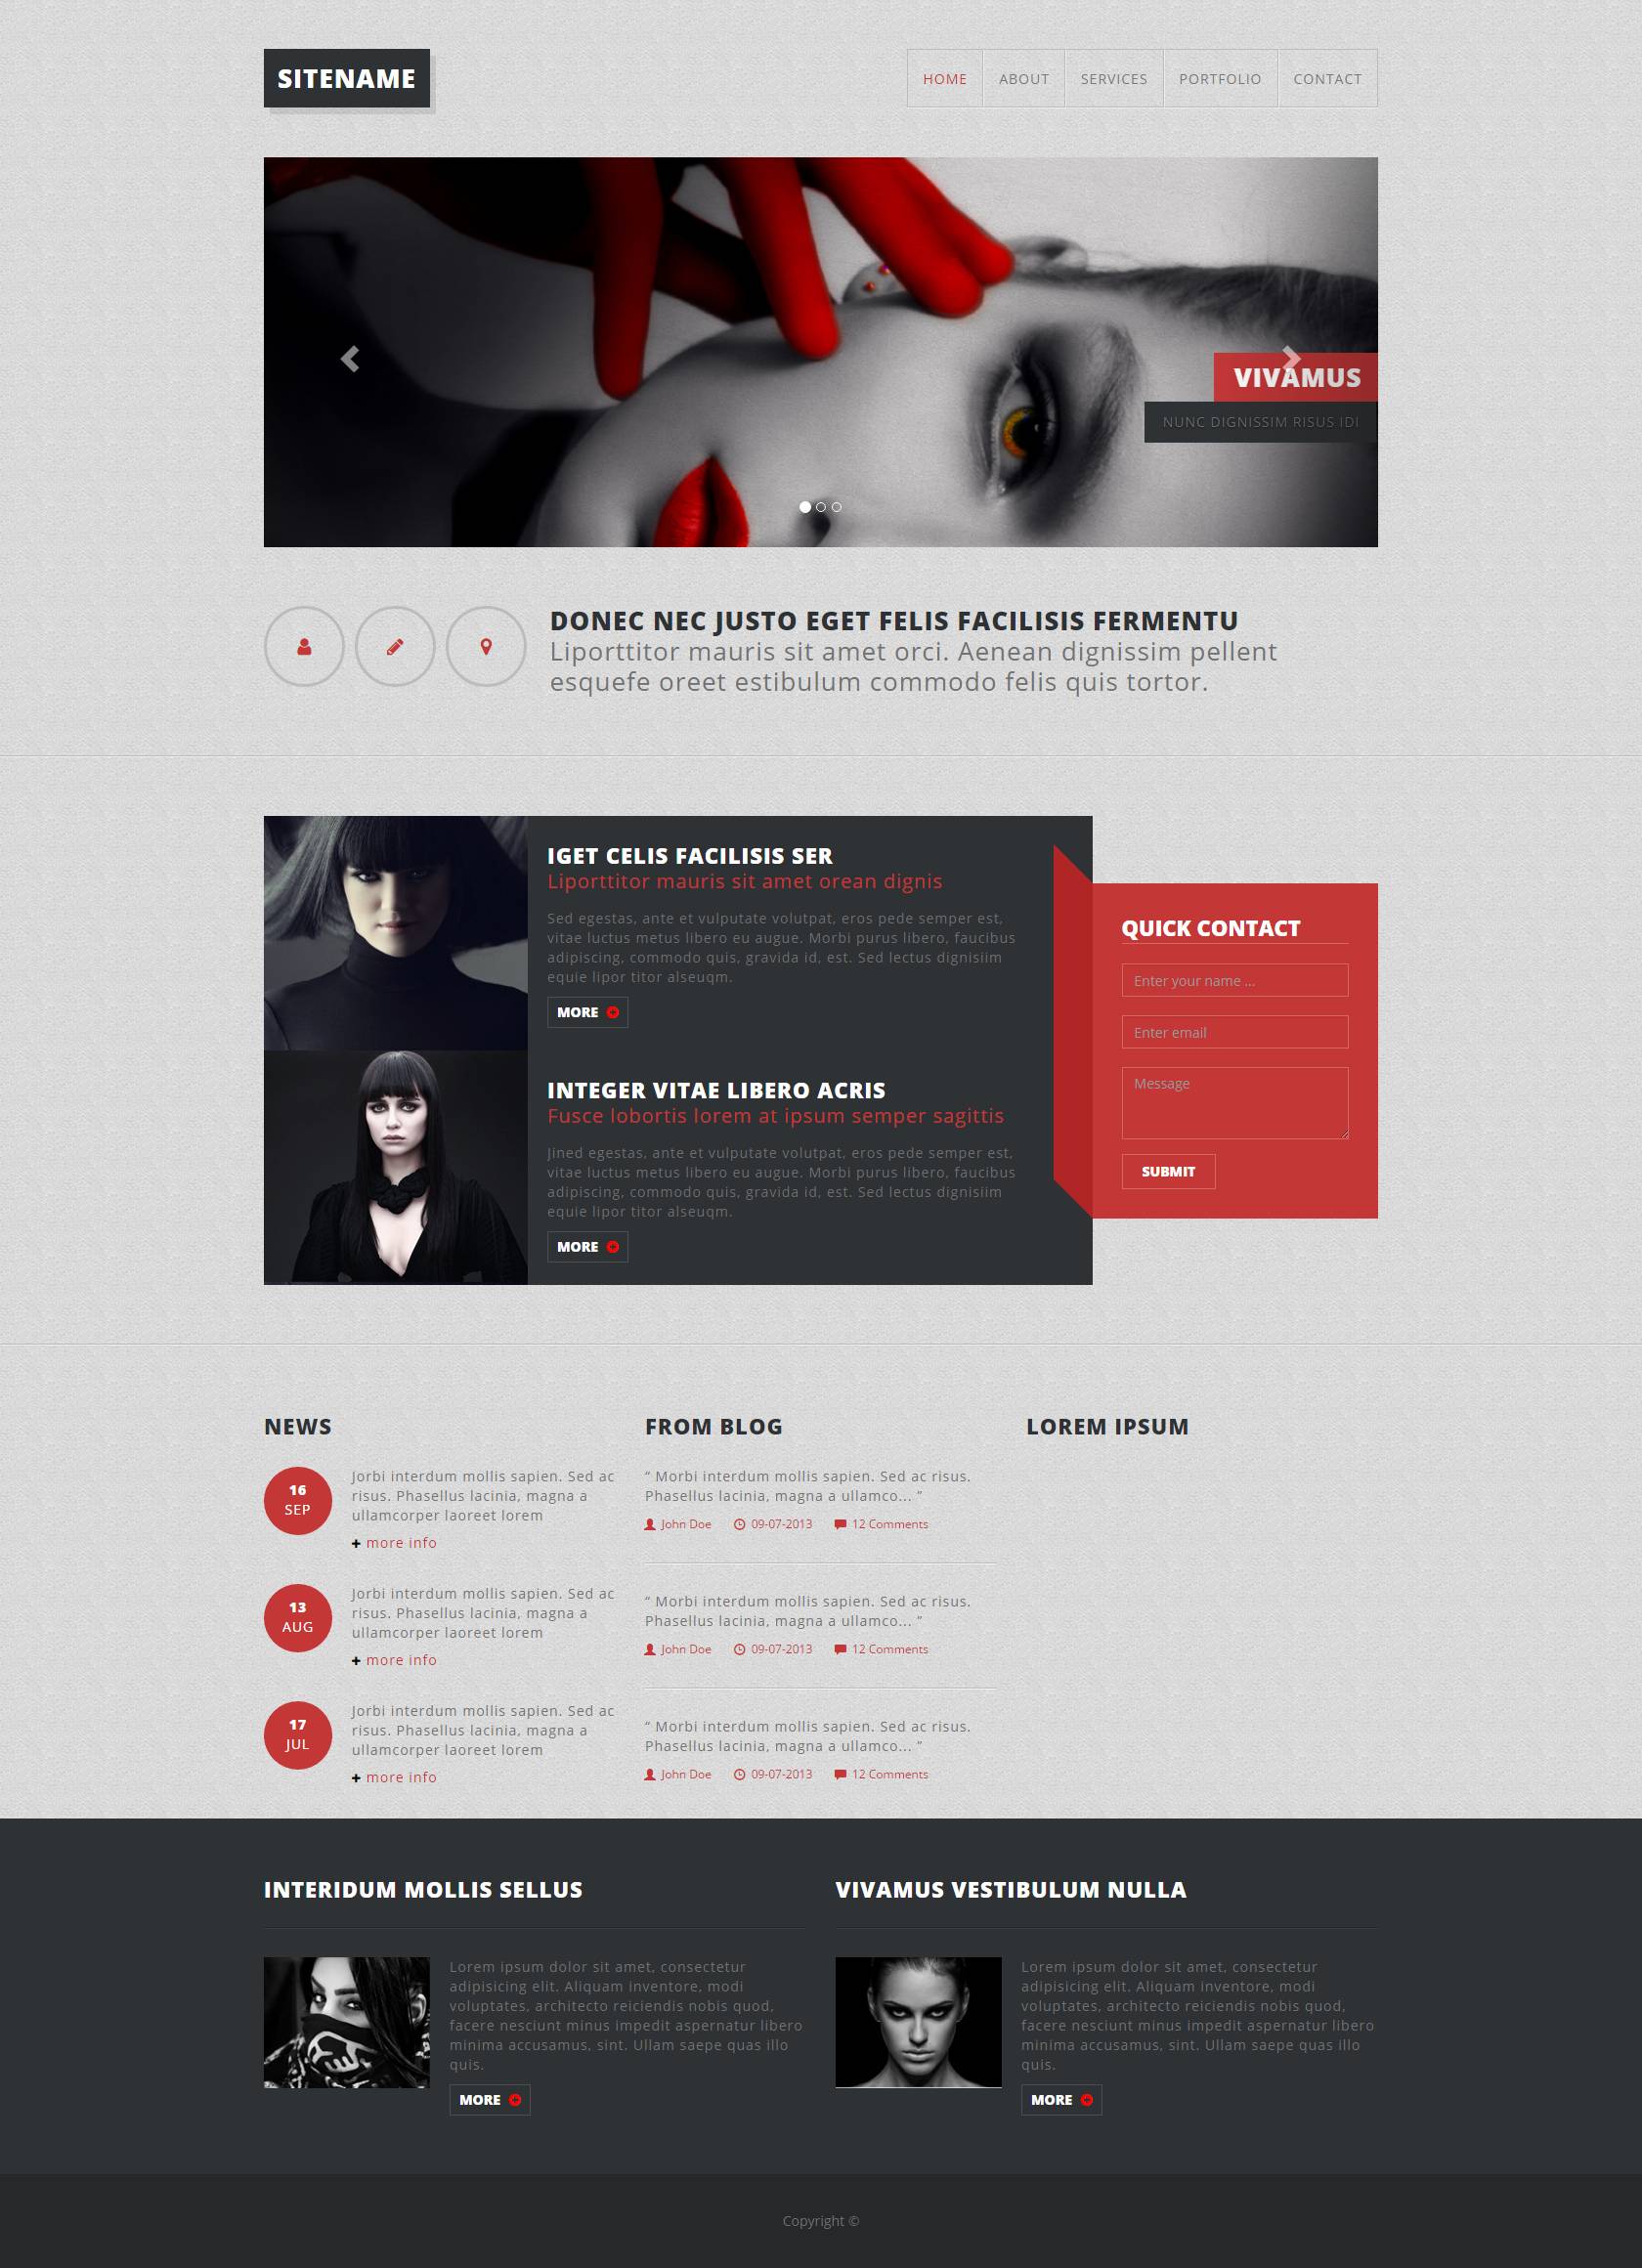 SITENAME
HOME ABOUT SERVICES PORTFOLIO CONTACT
VIVAMUS
NUNC DIGNISSIM RISUS IDI
DONEC NEC JUSTO EGET FELIS FACILISIS FERMENTU
Liporttitor mauris sit amet orci. Aenean dignissim pellent
esquefe oreet estibulum commodo felis quis tortor.
IGET CELIS FACILISIS SER
Liporttitor mauris sit amet orean dignis
Sed egestas, ante et vulputate volutpat, eros pede semper est,
vitae luctus metus libero eu augue. Morbi purus libero, faucibus
adipiscing, commodo quis, gravida id, est. Sed lectus dignisiim
equie lipor titor alseuqm.
MORE
INTEGER VITAE LIBERO ACRIS
Fusce lobortis lorem at ipsum semper sagittis
Jined egestas, ante et vulputate volutpat, eros pede semper est,
vitae luctus metus libero eu augue. Morbi purus libero, faucibus
adipiscing, commodo quis, gravida id, est. Sed lectus dignisiim
equie lipor titor alseuqm.
MORE
QUICK CONTACT
Enter your name ...
Enter email
Message
SUBMIT
NEWS
16
SEP
Jorbi interdum mollis sapien. Sed ac
risus. Phasellus lacinia, magna a
ullamcorper laoreet lorem
more info
13
AUG
Jorbi interdum mollis sapien. Sed ac
risus. Phasellus lacinia, magna a
ullamcorper laoreet lorem
more info
17
JUL
Jorbi interdum mollis sapien. Sed ac
risus. Phasellus lacinia, magna a
ullamcorper laoreet lorem
more info
FROM BLOG
“ Morbi interdum mollis sapien. Sed ac risus.
Phasellus lacinia, magna a ullamco... ”
John Doe 09-07-2013 12 Comments
“ Morbi interdum mollis sapien. Sed ac risus.
Phasellus lacinia, magna a ullamco... ”
John Doe 09-07-2013 12 Comments
“ Morbi interdum mollis sapien. Sed ac risus.
Phasellus lacinia, magna a ullamco... ”
John Doe 09-07-2013 12 Comments
LOREM IPSUM
INTERIDUM MOLLIS SELLUS
Lorem ipsum dolor sit amet, consectetur
adipisicing elit. Aliquam inventore, modi
voluptates, architecto reiciendis nobis quod,
facere nesciunt minus impedit aspernatur libero
minima accusamus, sint. Ullam saepe quas illo
quis.
MORE
VIVAMUS VESTIBULUM NULLA
Lorem ipsum dolor sit amet, consectetur
adipisicing elit. Aliquam inventore, modi
voluptates, architecto reiciendis nobis quod,
facere nesciunt minus impedit aspernatur libero
minima accusamus, sint. Ullam saepe quas illo
quis.
MORE
Copyright ©